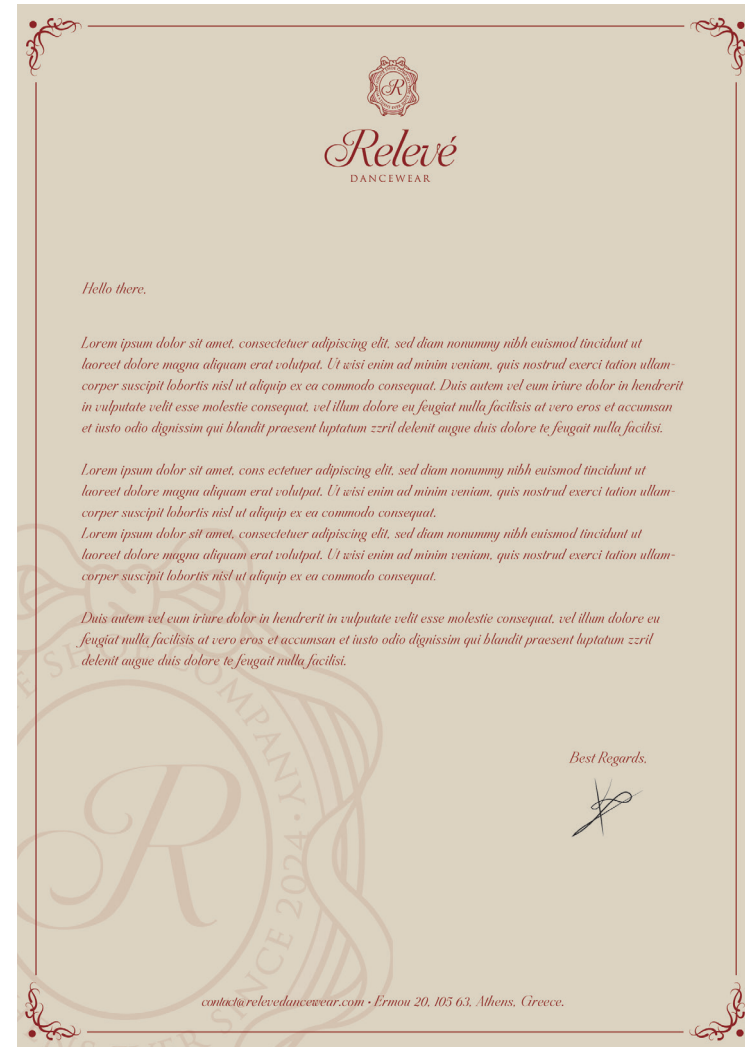 R
Relevé
DANCEWEAR
Hello there,
Lorem ipsum dolor sit amet, consectetuer adipiscing elit, sed diam nonummy nibh euismod tincidunt ut
laoreet dolore magna aliquam erat volutpat. Ut wisi enim ad minim veniam, quis nostrud exerci tation ullam-
corper suscipit lobortis nisl ut aliquip ex ea commodo consequat. Duis autem vel eum iriure dolor in hendrerit
in vulputate velit esse molestie consequat, vel illum dolore eu feugiat nulla facilisis at vero eros et accumsan
et iusto odio dignissim qui blandit praesent luptatum zzril delenit augue duis dolore te feugait nulla facilisi.
Lorem ipsum dolor sit amet, cons ectetuer adipiscing elit, sed diam nonummy nibh euismod tincidunt ut
laoreet dolore magna aliquam erat volutpat. Ut wisi enim ad minim veniam, quis nostrud exerci tation ullam-
corper suscipit lobortis nisl ut aliquip ex ea commodo consequat.
Lorem ipsum dolor sit amet, consectetuer adipiscing elit, sed diam nonummy nibh euismod tincidunt ut
laoreet dolore magna aliquam erat volutpat. Ut wisi enim ad minim veniam, quis nostrud exerci tation ullam-
corper suscipit lobortis nisl ut aliquip ex ea commodo consequat.
Duis autem vel eum iriure dolor in hendrerit in vulputate velit esse molestie consequat, vel illum dolore eu
feugiat nulla facilisis at vero eros et accumsan et iusto odio dignissim qui blandit praesent luptatum zzril
delenit augue duis dolore te feugait nulla facilisi.
SHOE COMPANY •
R
EVER SINCE 2024 •
Best Regards,
contact@relevedancewear.com • Ermou 20, 105 63, Athens, Greece.